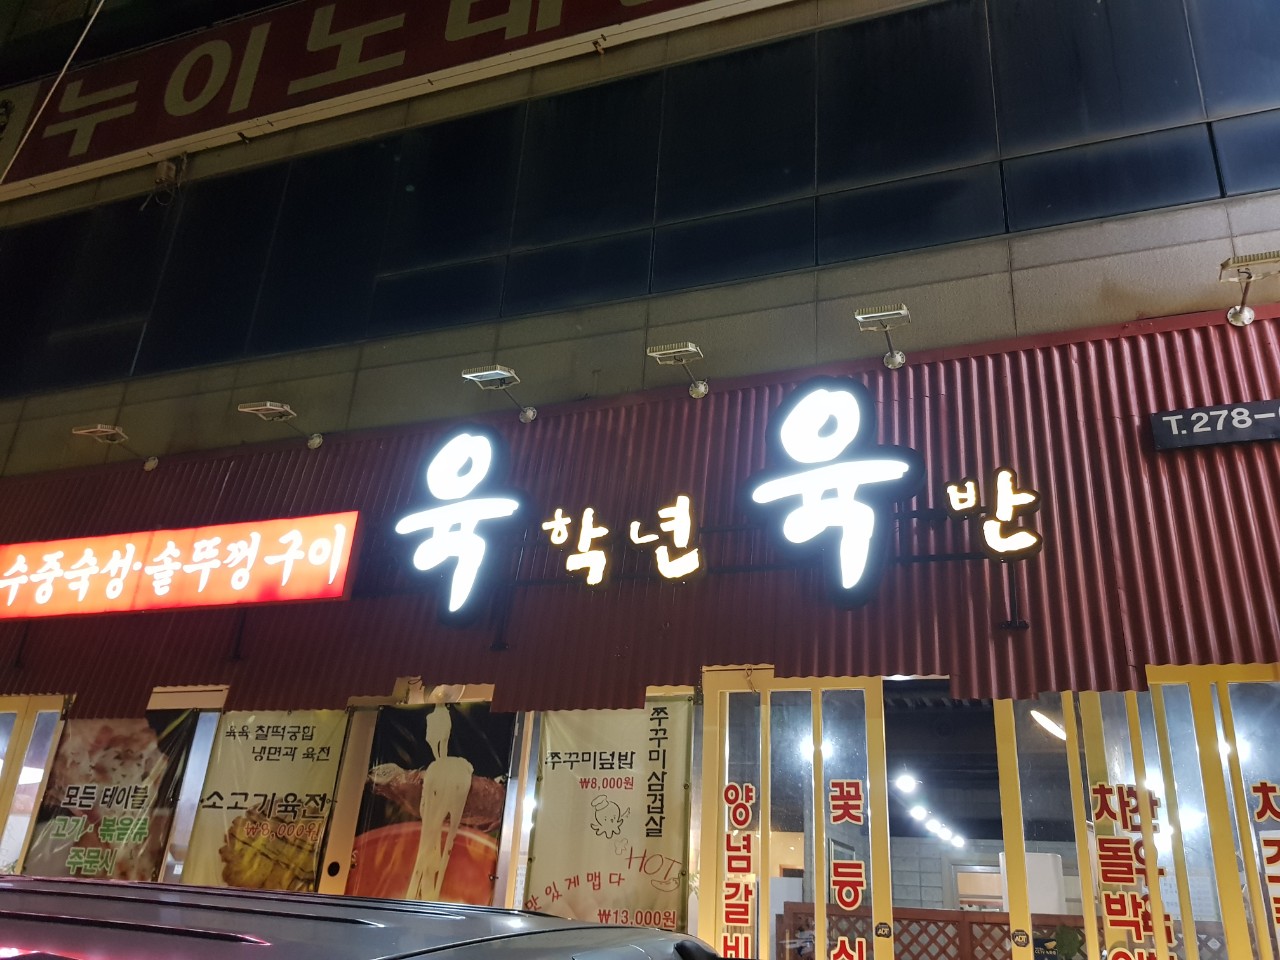 누이노래
T.278-
육학년 육반
수중숙성·솥뚜껑구이
모든 테이블
고기·볶음류
주문시
육육 찰떡궁합
냉면과 육전
소고기육전
₩8,000원
쭈꾸미덮밥
₩8,000원
쭈꾸미삼겹살
HOT
맛있게맵다
₩13,000원
양념갈비
꽃등심
차돌박이
ADT
ADT